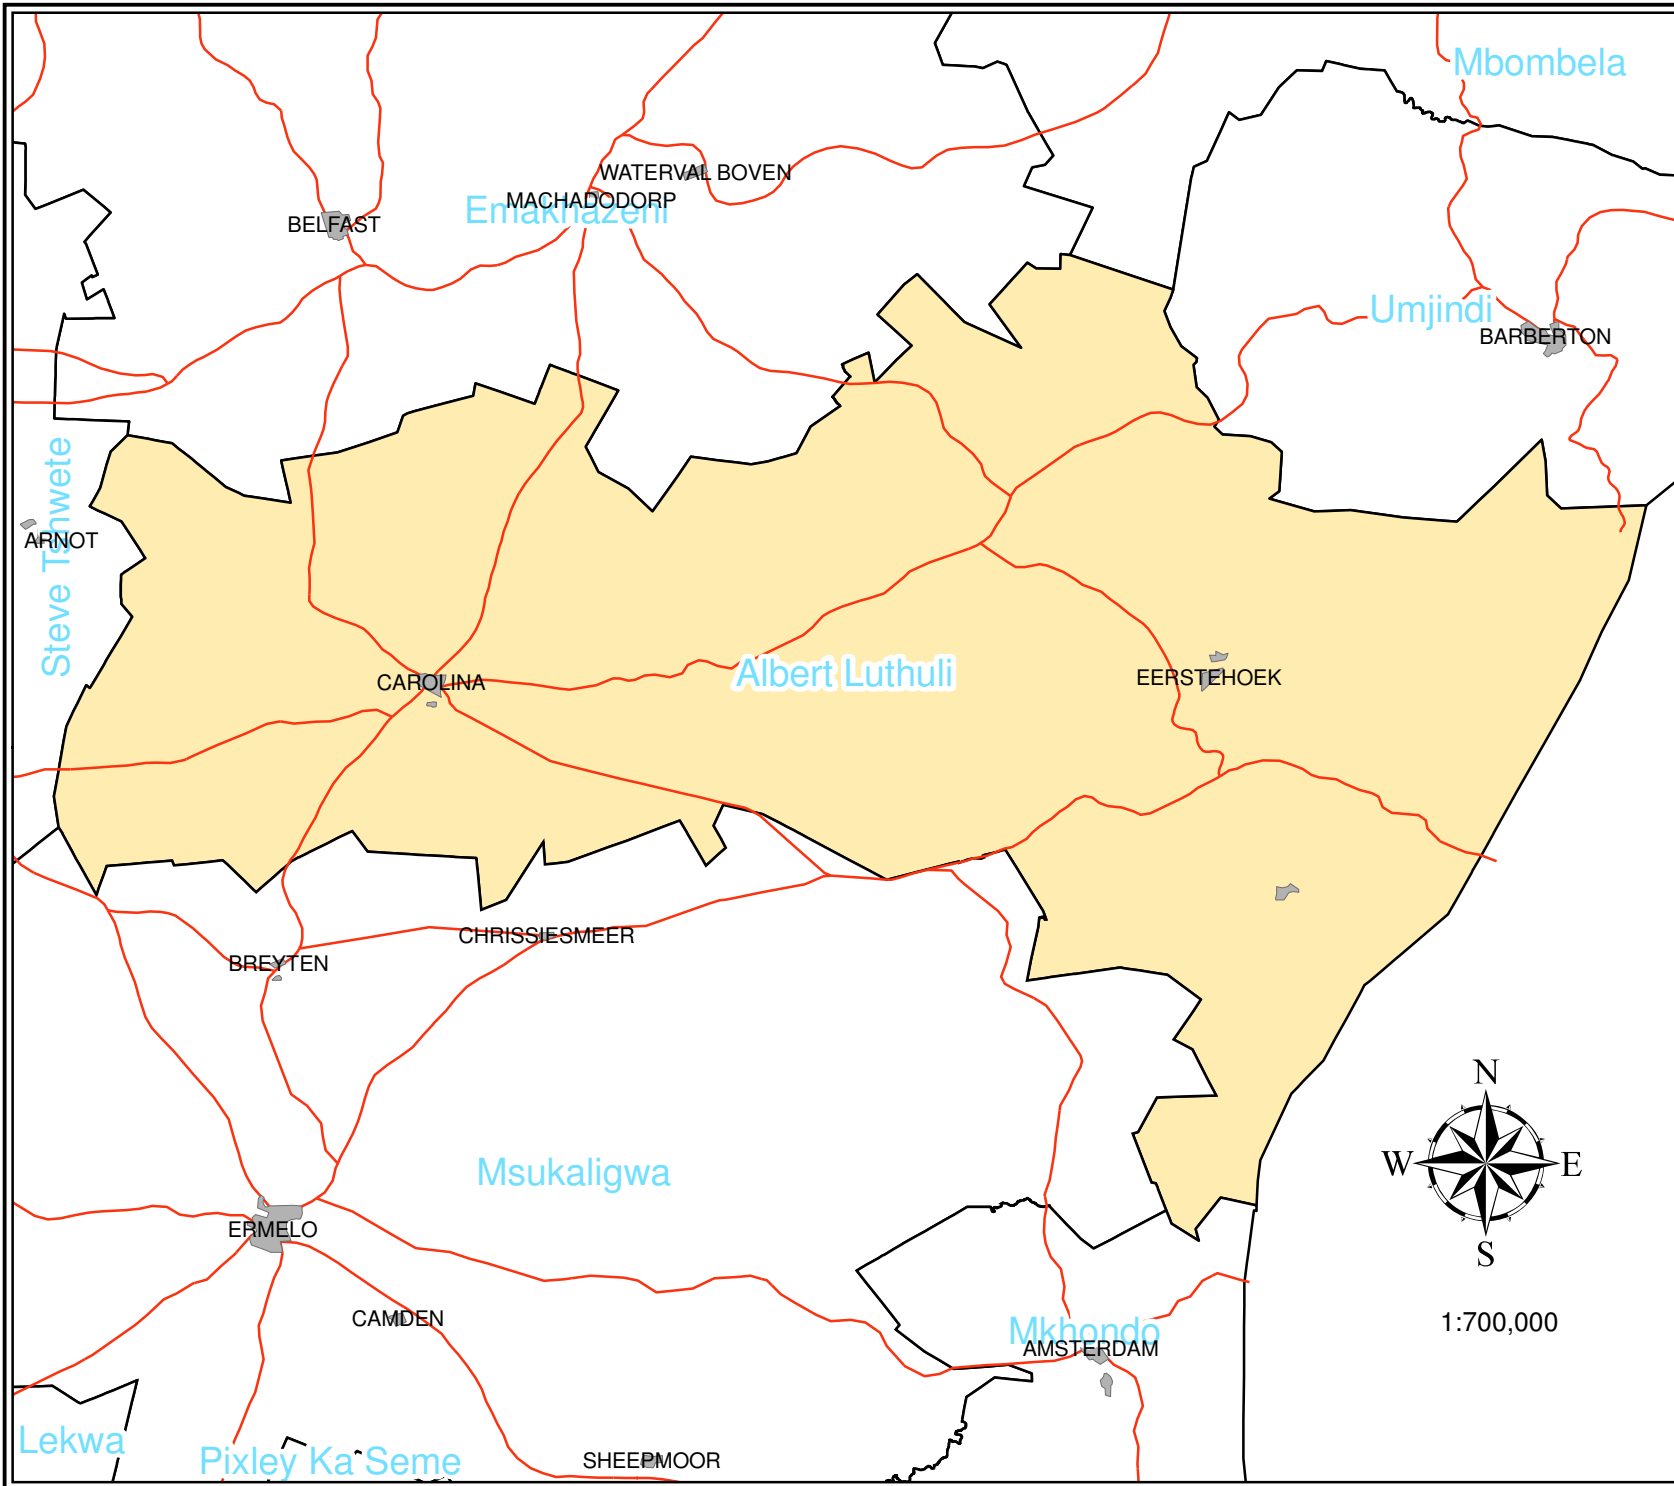 Mbombela
WATERVAL BOVEN
MACHADODORP
Emakhazeni
BELFAST
Umjindi
BARBERTON
Steve Tshwete
ARNOT
CAROLINA
Albert Luthuli
EERSTEHOEK
CHRISSIESMEER
BREYTEN
N
W
E
S
Msukaligwa
ERMELO
CAMDEN
1:700,000
Mkhondo
AMSTERDAM
Lekwa
Pixley Ka Seme
SHEEPMOOR